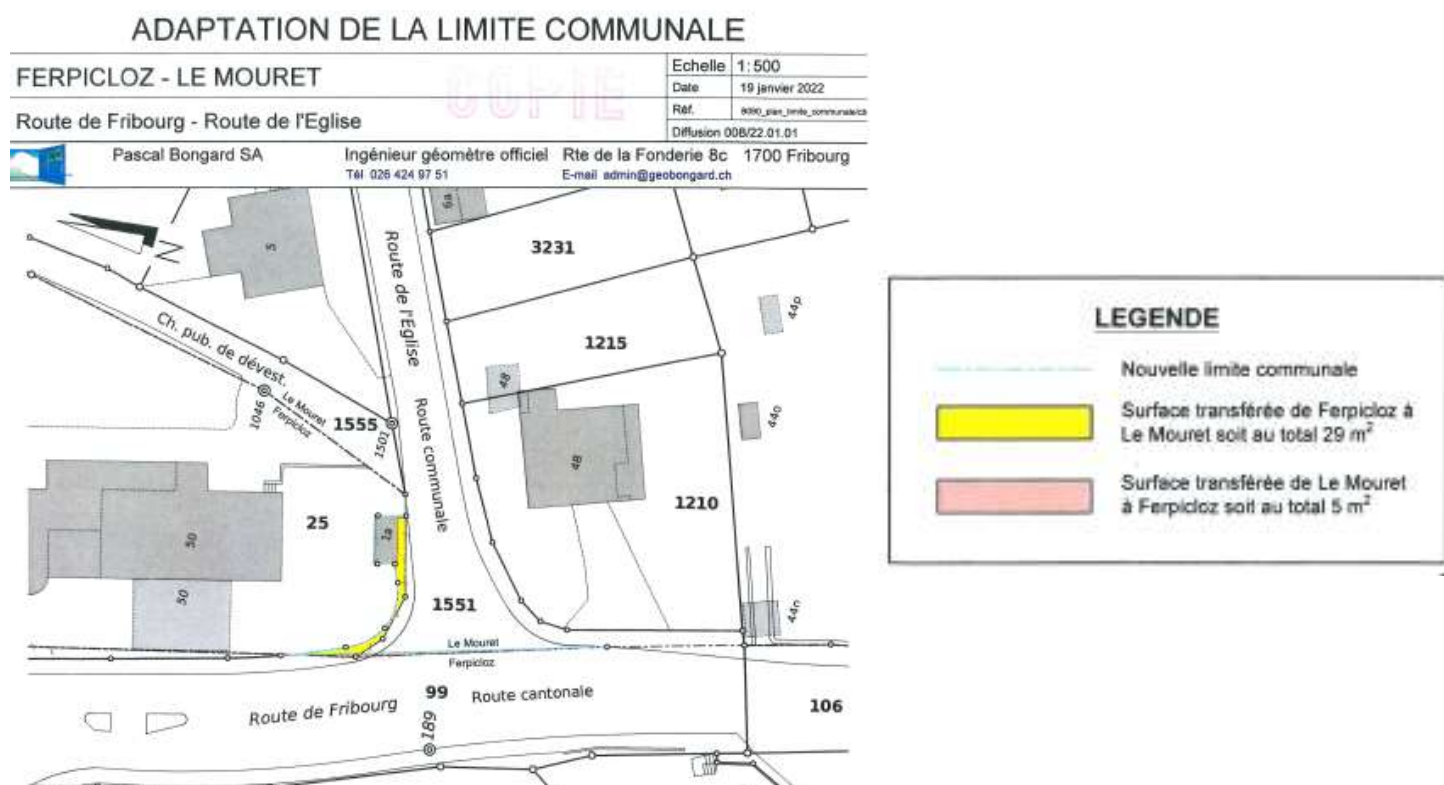 ADAPTATION DE LA LIMITE COMMUNALE
FERPICLOZ - LE MOURET
COPIE
Echelle 1:500
Date 19 janvier 2022
Réf.
Route de Fribourg - Route de l'Eglise
Diffusion 008/22.01.01
Pascal Bongard SA Ingénieur géomètre officiel Rte de la Fonderie 8c 1700 Fribourg
Tél 026 424 97 51 E-mail admin@geobongard.ch
N
5
6a
3231
Route de l'Église
Ch. pub. de dévest.
1215
44p
48
Le Mouret
Ferpicloz
1046
1555
1501
Route communale
44o
48
1210
25
1a
50
50
1551
44n
Le Mouret
Ferpicloz
99 Route cantonale
Route de Fribourg
189
106
LEGENDE
Nouvelle limite communale
Surface transférée de Ferpicloz à
Le Mouret soit au total 29 m²
Surface transférée de Le Mouret
à Ferpicloz soit au total 5 m²